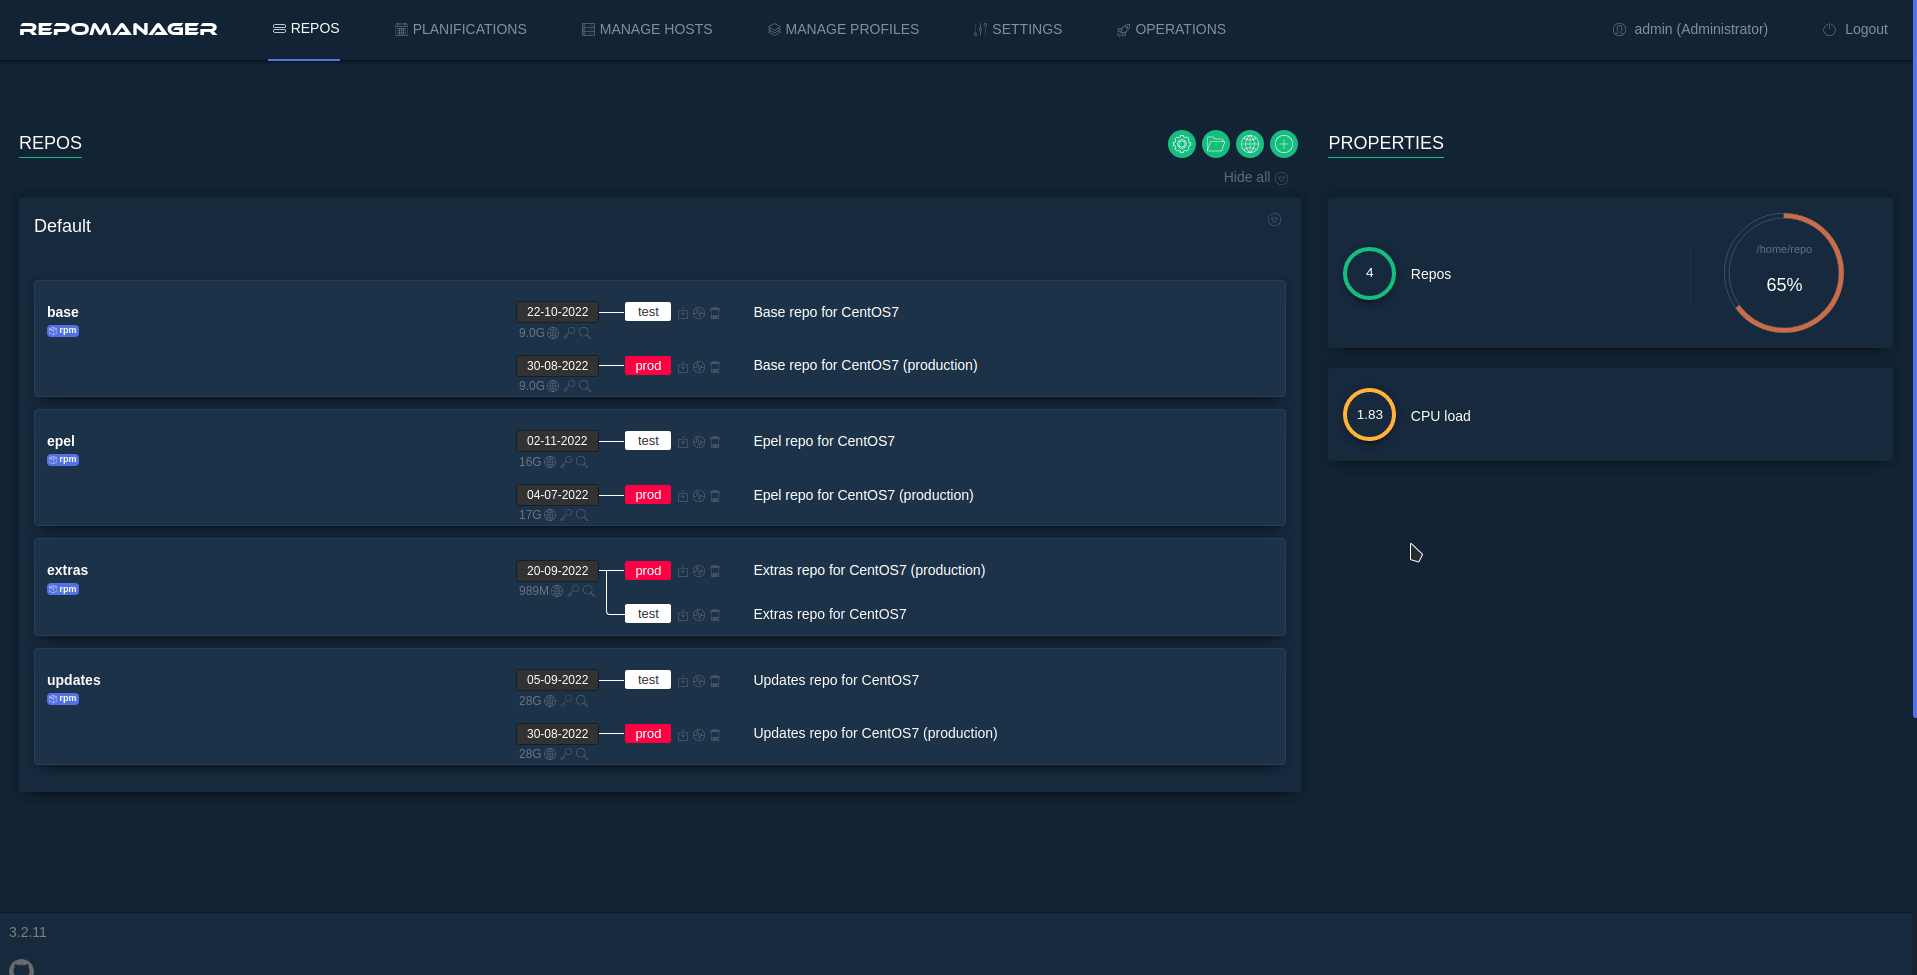 REPOMANAGER
REPOS
PLANIFICATIONS
MANAGE HOSTS
MANAGE PROFILES
SETTINGS
OPERATIONS
admin (Administrator)
Logout
REPOS
Hide all
Default
base
rpm
22-10-2022
test
Base repo for CentOS7
9.0G
30-08-2022
prod
Base repo for CentOS7 (production)
9.0G
epel
rpm
02-11-2022
test
Epel repo for CentOS7
16G
04-07-2022
prod
Epel repo for CentOS7 (production)
17G
extras
rpm
20-09-2022
prod
Extras repo for CentOS7 (production)
989M
test
Extras repo for CentOS7
updates
rpm
05-09-2022
test
Updates repo for CentOS7
28G
30-08-2022
prod
Updates repo for CentOS7 (production)
28G
PROPERTIES
4
Repos
/home/repo
65%
1.83
CPU load
3.2.11